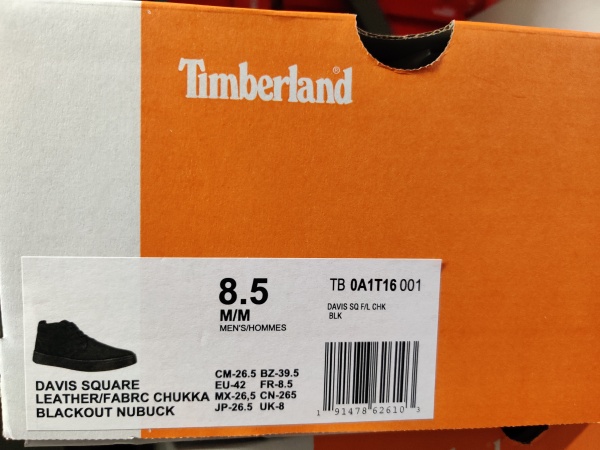 Timberland®
8.5
M/M
MEN'S/HOMMES
TB 0A1T16 001
DAVIS SQ F/L CHK
BLK
DAVIS SQUARE
LEATHER/FABRC CHUKKA
BLACKOUT NUBUCK
CM-26.5 BZ-39.5
EU-42 FR-8.5
MX-26,5 CN-265
JP-26.5 UK-8
1 91478 62610 3